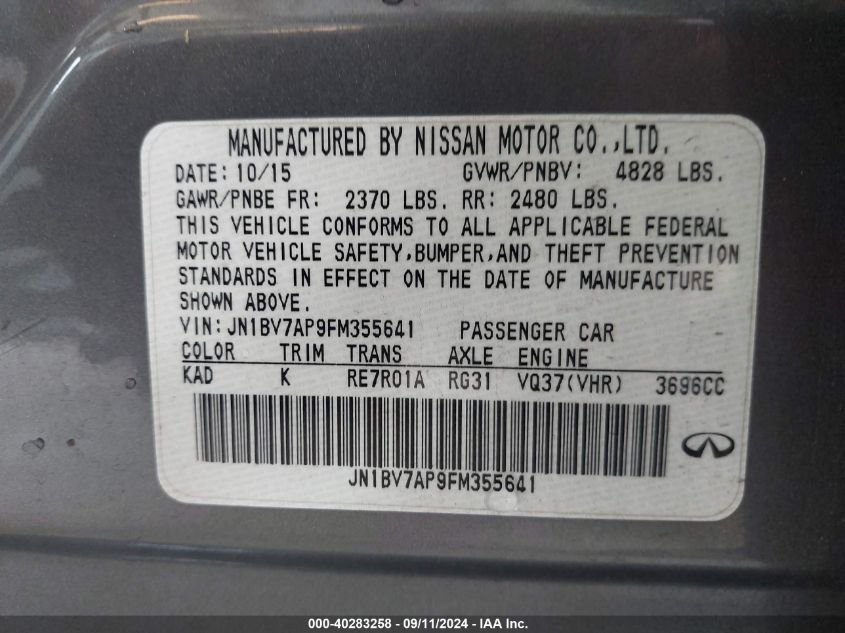 MANUFACTURED BY NISSAN MOTOR CO.,LTD.
DATE: 10/15 GVWR/PNBV: 4828 LBS.
GAWR/PNBE FR: 2370 LBS. RR: 2480 LBS.
THIS VEHICLE CONFORMS TO ALL APPLICABLE FEDERAL
MOTOR VEHICLE SAFETY,BUMPER,AND THEFT PREVENTION
STANDARDS IN EFFECT ON THE DATE OF MANUFACTURE
SHOWN ABOVE.
VIN:JN1BV7AP9FM355641 PASSENGER CAR
COLOR TRIM TRANS AXLE ENGINE
KAD K RE7R01A RG31 VQ37(VHR) 3696CC
JN1BV7AP9FM355641
000-40283258 - 09/11/2024 - IAA Inc.